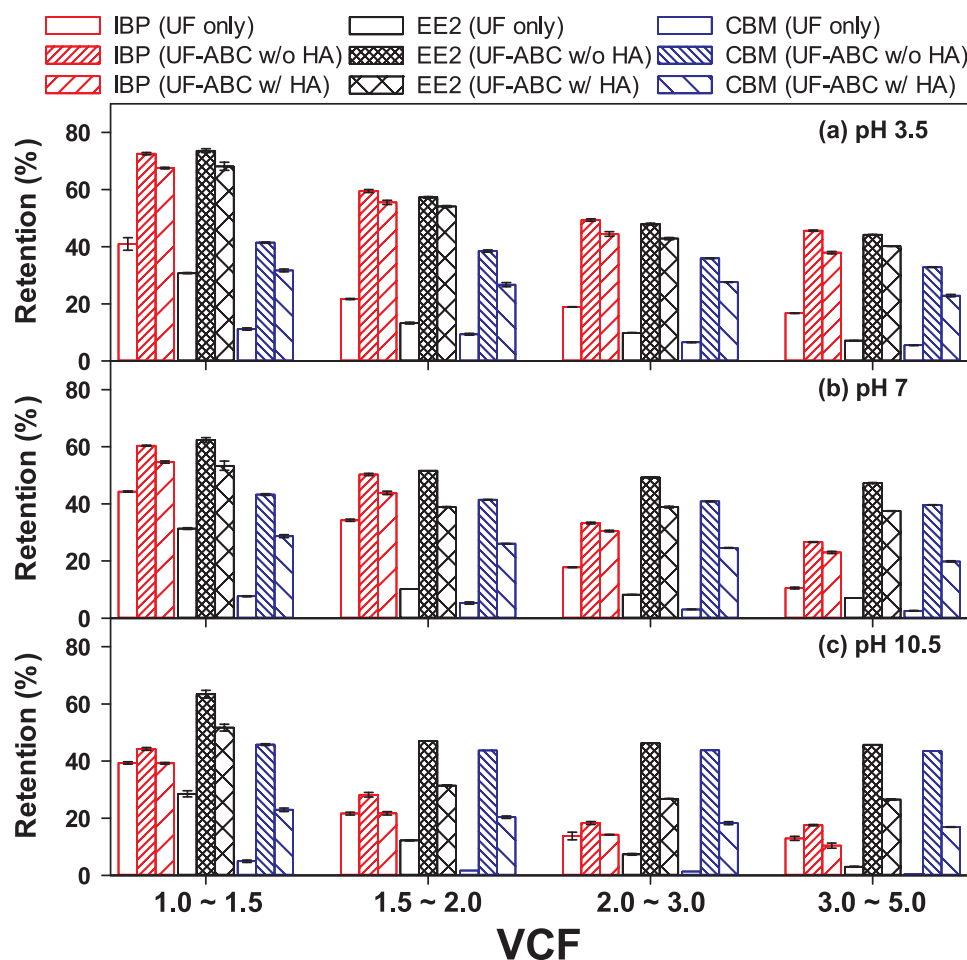 IBP (UF only) EE2 (UF only) CBM (UF only)
IBP (UF-ABC w/o HA) EE2 (UF-ABC w/o HA) CBM (UF-ABC w/o HA)
IBP (UF-ABC w/ HA) EE2 (UF-ABC w/ HA) CBM (UF-ABC w/ HA)
(a) pH 3.5
Retention (%)
80
60
40
20
0
(b) pH 7
Retention (%)
80
60
40
20
0
(c) pH 10.5
Retention (%)
80
60
40
20
0
1.0 ~ 1.5 1.5 ~ 2.0 2.0 ~ 3.0 3.0 ~ 5.0
VCF